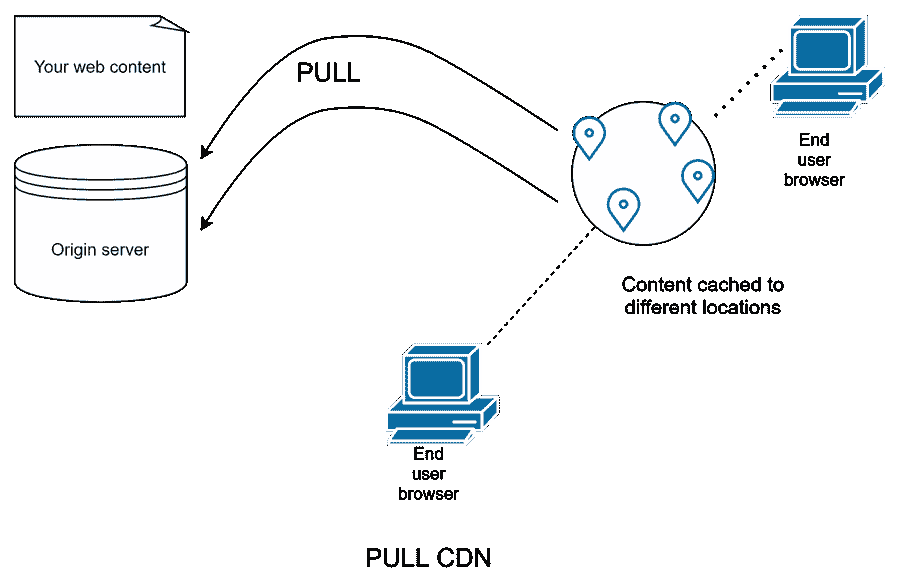 Your web content
PULL
Origin server
End
user
browser
Content cached to
different locations
End
user
browser
PULL CDN